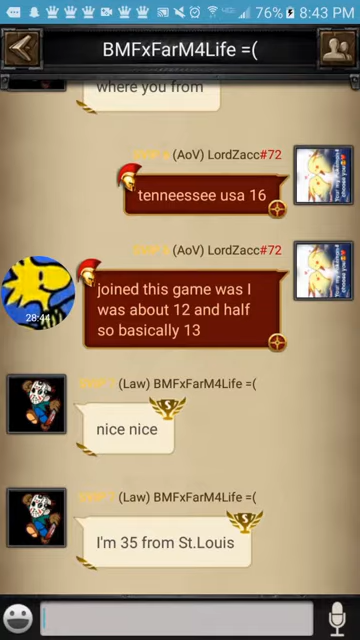 76% 8:43 PM
BMFxFarM4Life =(
where you from
(AoV) LordZacc#72
tenneessee usa 16
(AoV) LordZacc#72
joined this game was I
was about 12 and half
so basically 13
28:44
(Law) BMFxFarM4Life =(
nice nice
(Law) BMFxFarM4Life =(
I'm 35 from St.Louis